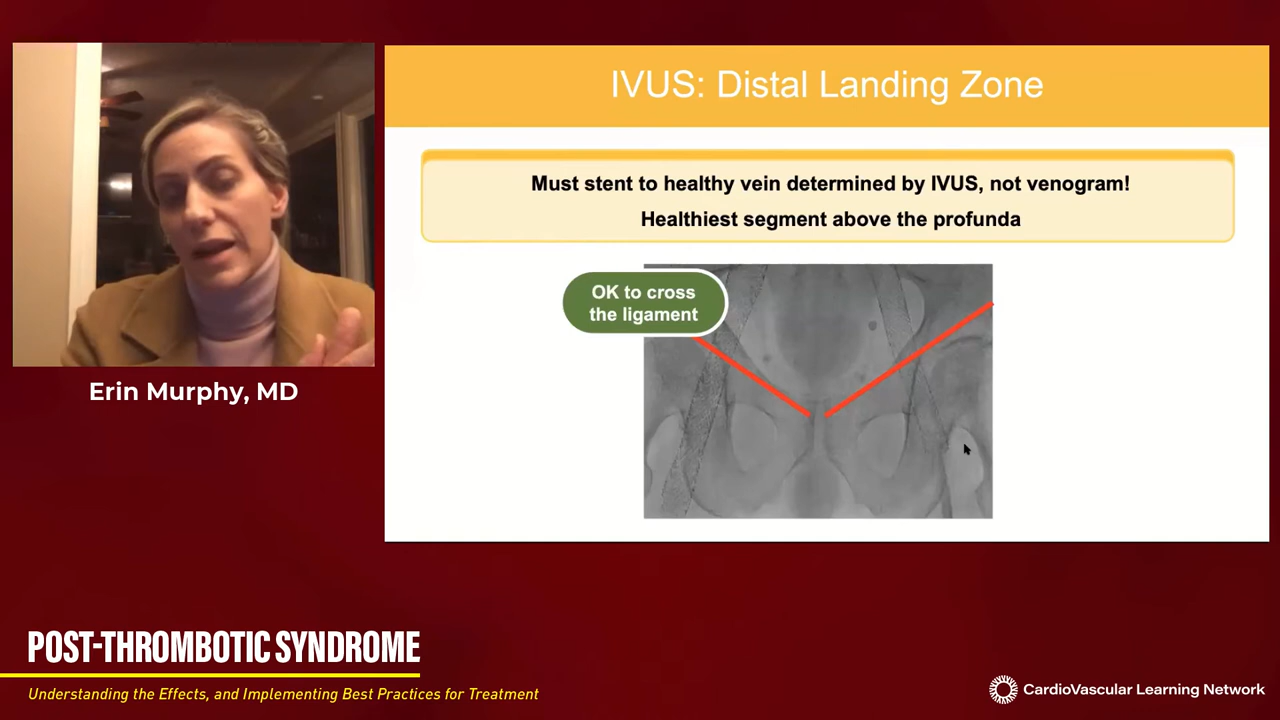 IVUS: Distal Landing Zone
Must stent to healthy vein determined by IVUS, not venogram!
Healthiest segment above the profunda
OK to cross
the ligament
Erin Murphy, MD
POST-THROMBOTIC SYNDROME
Understanding the Effects, and Implementing Best Practices for Treatment
CardioVascular Learning Network